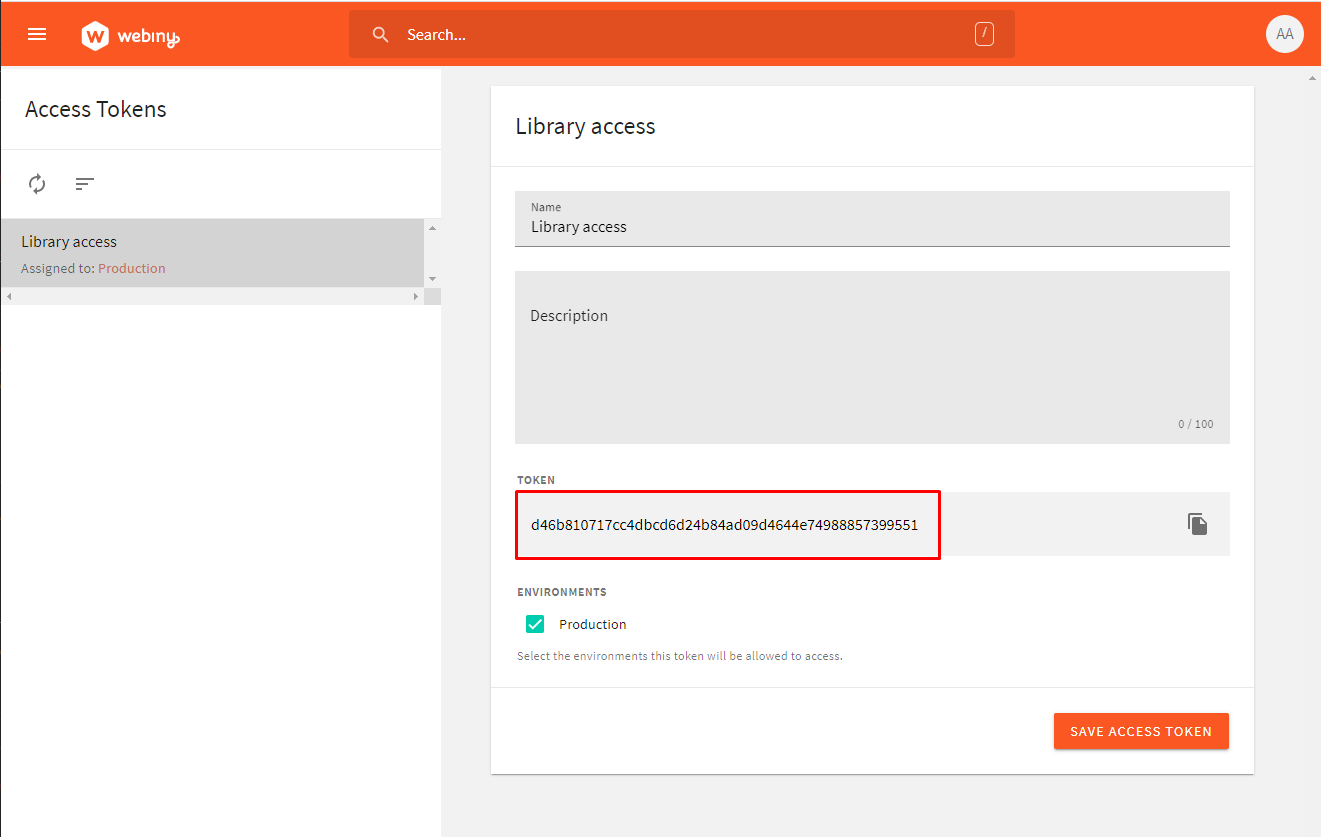 webiny
Search...
/
AA
Access Tokens
Library access
Assigned to: Production
Library access
Name
Library access
Description
0 / 100
TOKEN
d46b810717cc4dbcd6d24b84ad09d4644e74988857399551
ENVIRONMENTS
Production
Select the environments this token will be allowed to access.
SAVE ACCESS TOKEN